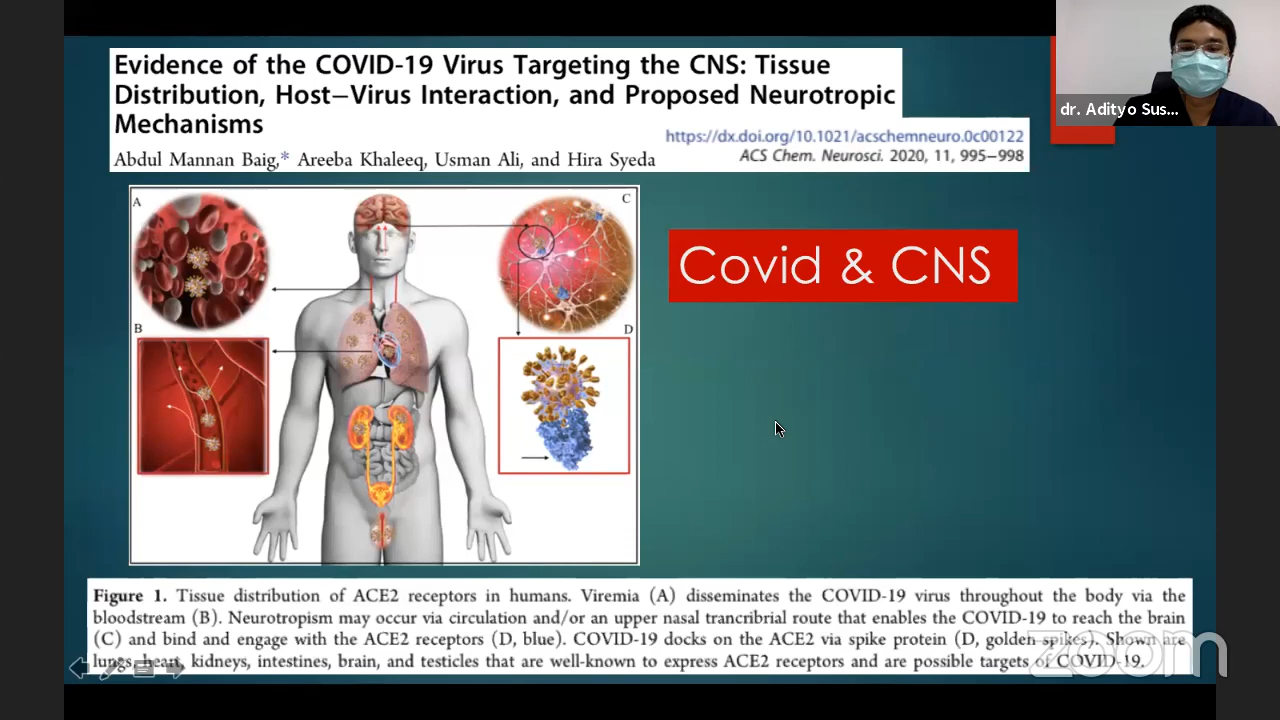 Evidence of the COVID-19 Virus Targeting the CNS: Tissue
Distribution, Host−Virus Interaction, and Proposed Neurotropic
Mechanisms
https://dx.doi.org/10.1021/acschemneuro.0c00122
Abdul Mannan Baig,* Areeba Khaleeq, Usman Ali, and Hira Syeda
ACS Chem. Neurosci. 2020, 11, 995−998
dr. Adityo Sus...
A
C
B
D
Covid & CNS
Figure 1. Tissue distribution of ACE2 receptors in humans. Viremia (A) disseminates the COVID-19 virus throughout the body via the
bloodstream (B). Neurotropism may occur via circulation and/or an upper nasal trancribrial route that enables the COVID-19 to reach the brain
(C) and bind and engage with the ACE2 receptors (D, blue). COVID-19 docks on the ACE2 via spike protein (D, golden spikes). Shown are
lungs, heart, kidneys, intestines, brain, and testicles that are well-known to express ACE2 receptors and are possible targets of COVID-19.
zoom